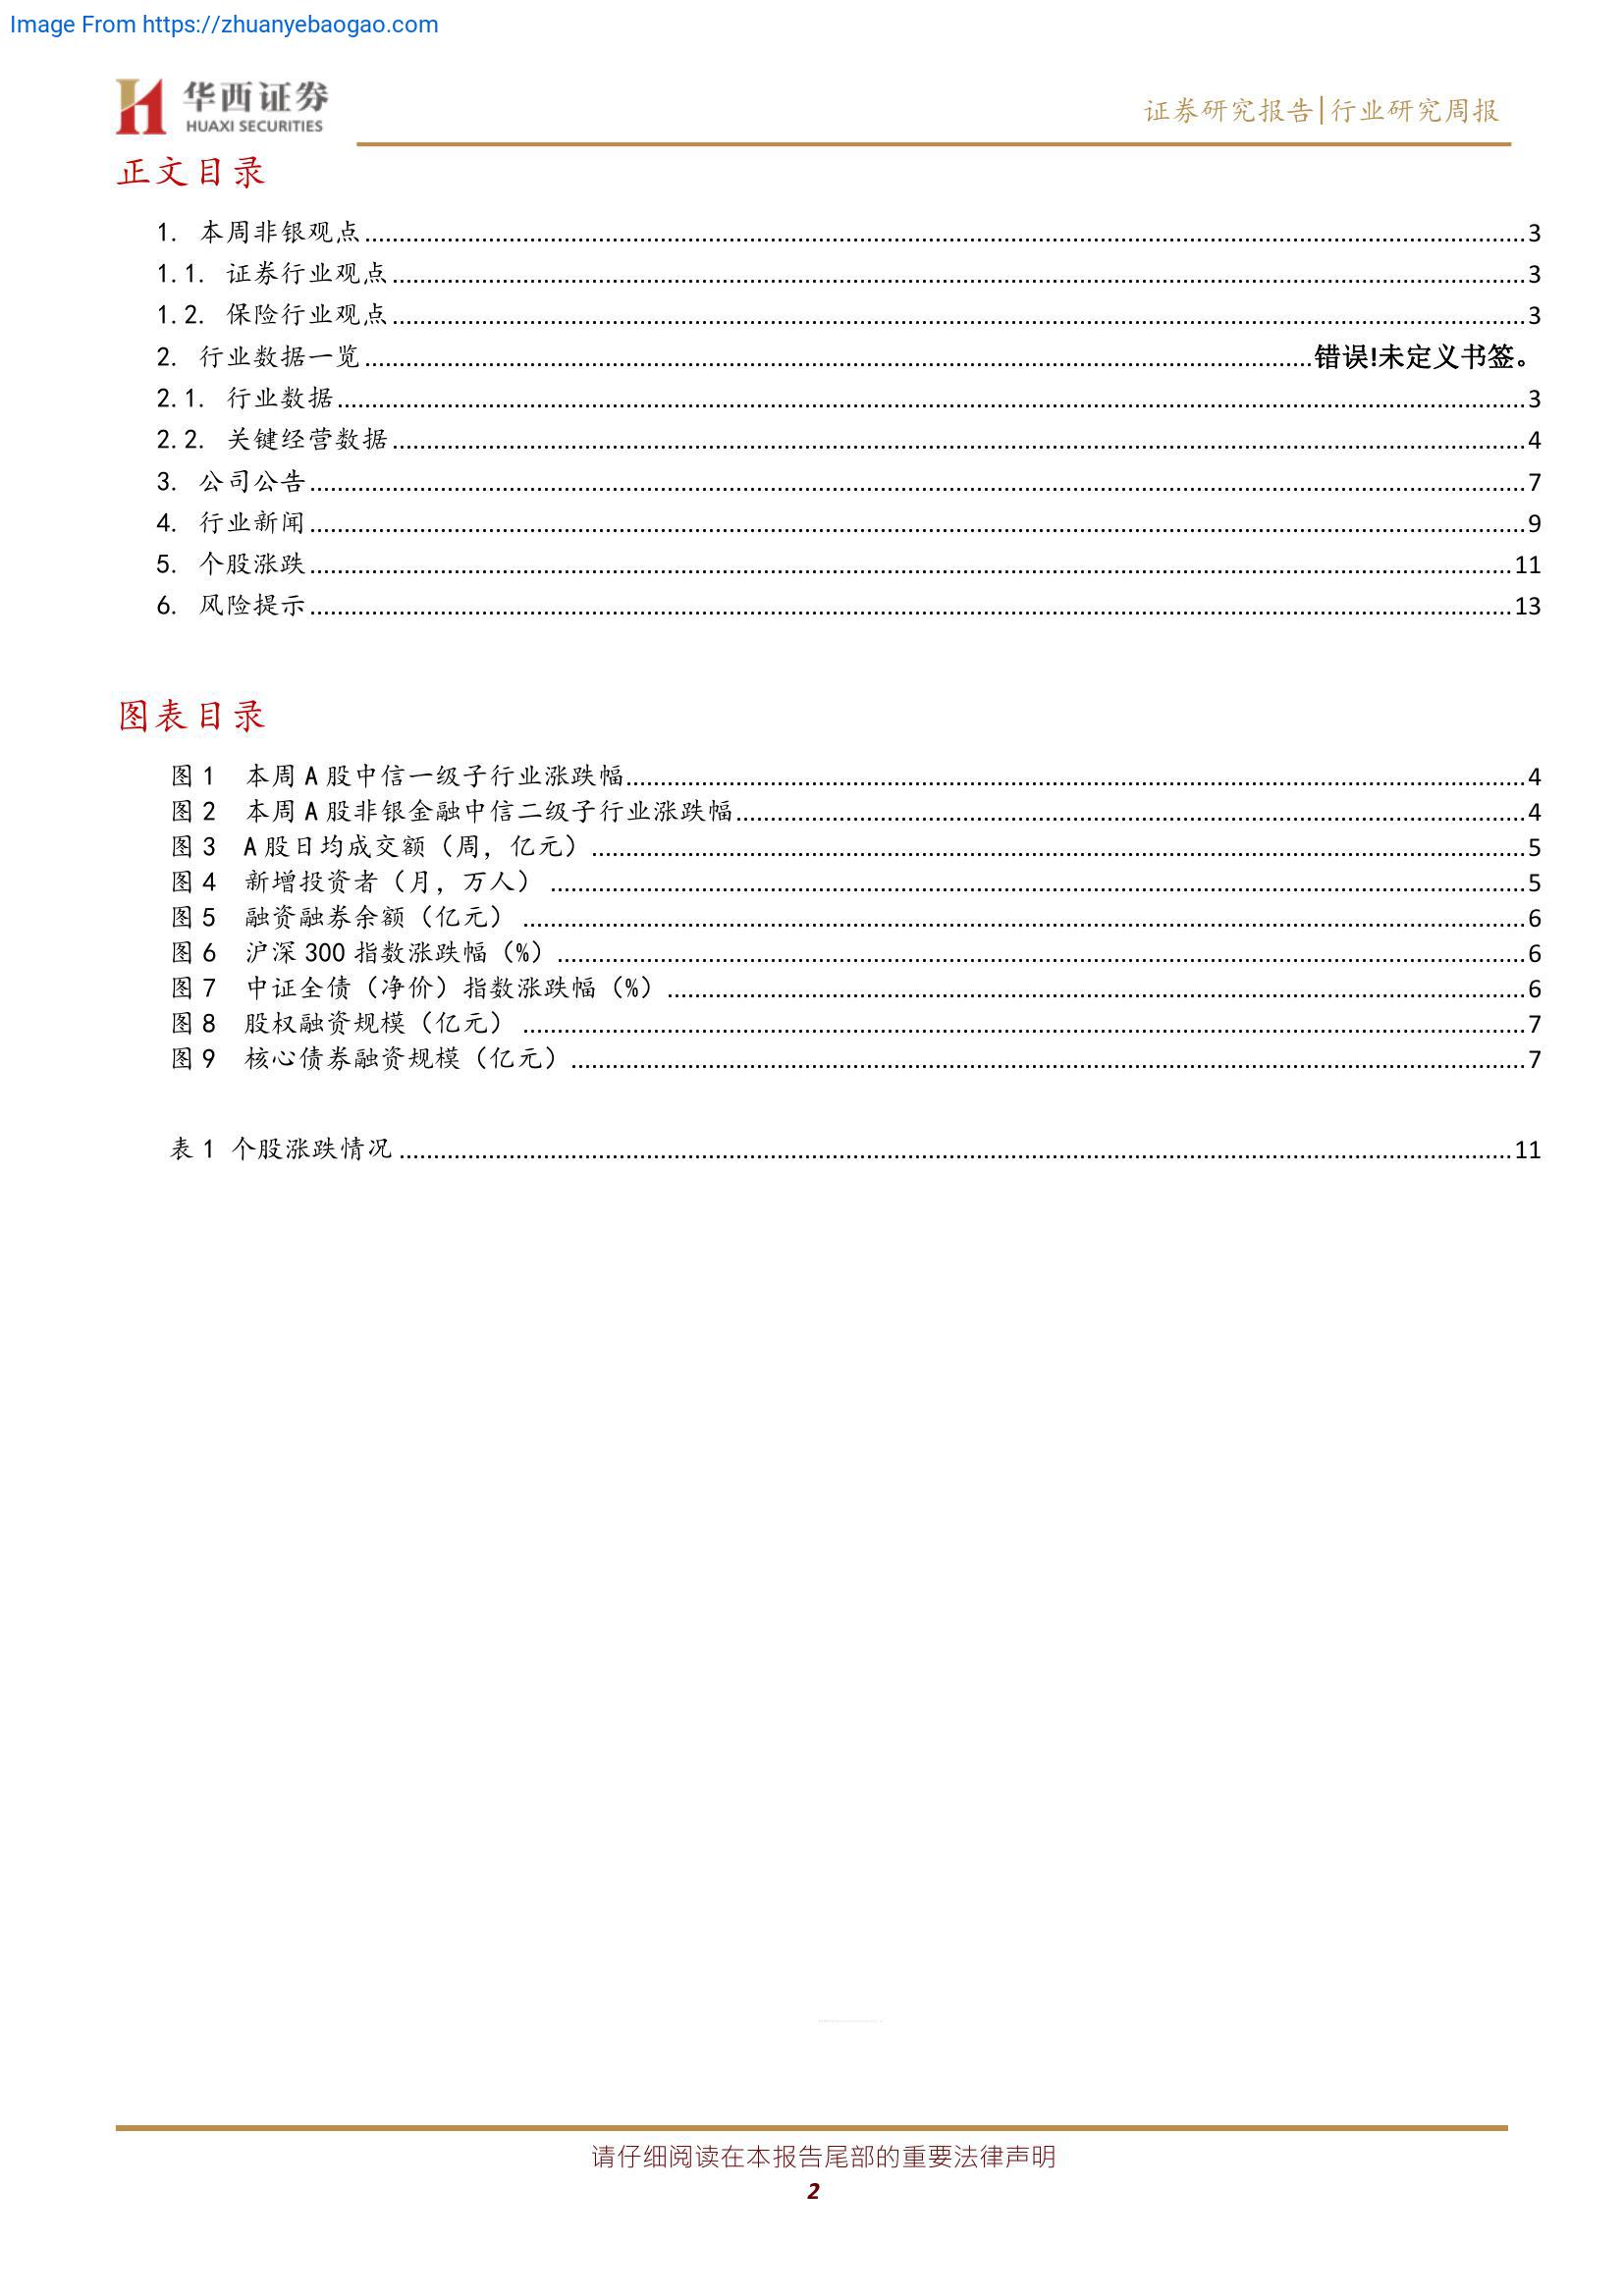 Image From https://zhuanyebaogao.com
华西证券
HUAXI SECURITIES
证券研究报告|行业研究周报
正文目录
1. 本周非银观点........................................3
1.1. 证券行业观点........................................3
1.2. 保险行业观点........................................3
2. 行业数据一览........................................错误!未定义书签。
2.1. 行业数据........................................3
2.2. 关键经营数据........................................4
3. 公司公告........................................7
4. 行业新闻........................................9
5. 个股涨跌........................................11
6. 风险提示........................................13
图表目录
图 1 本周 A 股中信一级子行业涨跌幅........................................4
图 2 本周 A 股非银金融中信二级子行业涨跌幅........................................4
图 3 A 股日均成交额（周，亿元）........................................5
图 4 新增投资者（月，万人）........................................5
图 5 融资融券余额（亿元）........................................6
图 6 沪深 300 指数涨跌幅（%）........................................6
图 7 中证全债（净价）指数涨跌幅（%）........................................6
图 8 股权融资规模（亿元）........................................7
图 9 核心债券融资规模（亿元）........................................7
表 1 个股涨跌情况........................................11
请仔细阅读在本报告尾部的重要法律声明
2